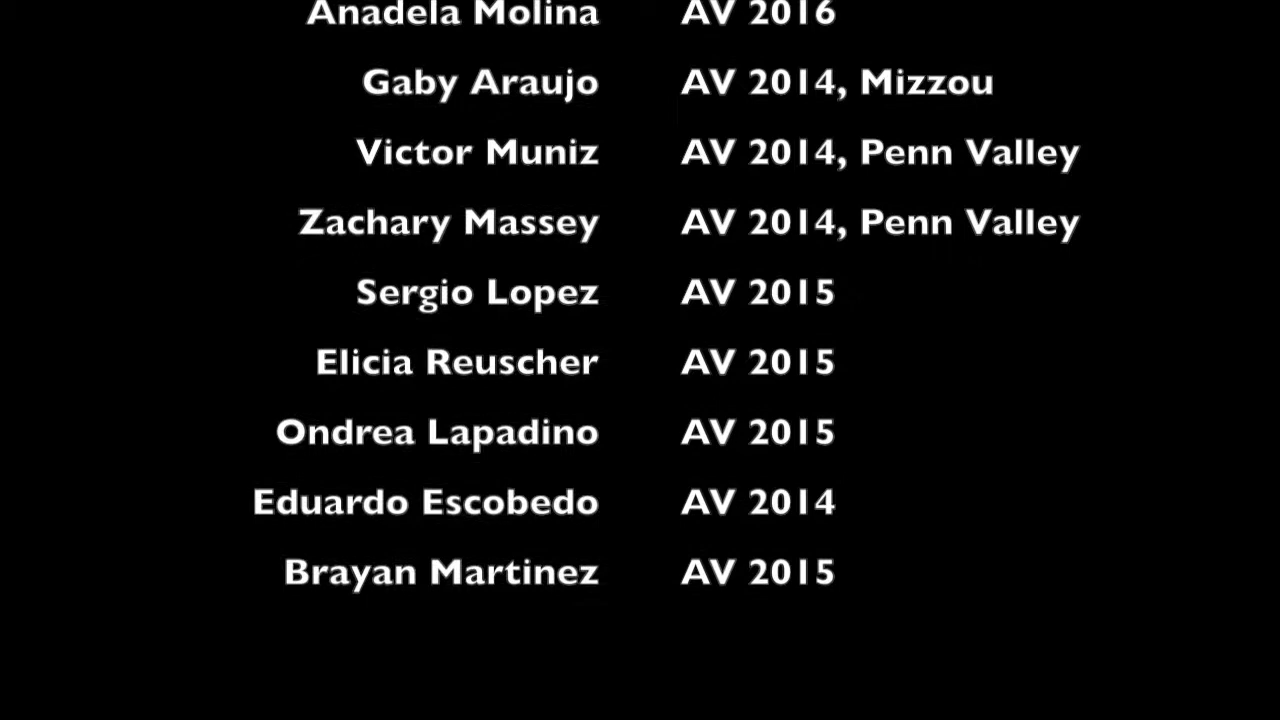 Anadela Molina AV 2016
Gaby Araujo AV 2014, Mizzou
Victor Muniz AV 2014, Penn Valley
Zachary Massey AV 2014, Penn Valley
Sergio Lopez AV 2015
Elicia Reuscher AV 2015
Ondrea Lapadino AV 2015
Eduardo Escobedo AV 2014
Brayan Martinez AV 2015